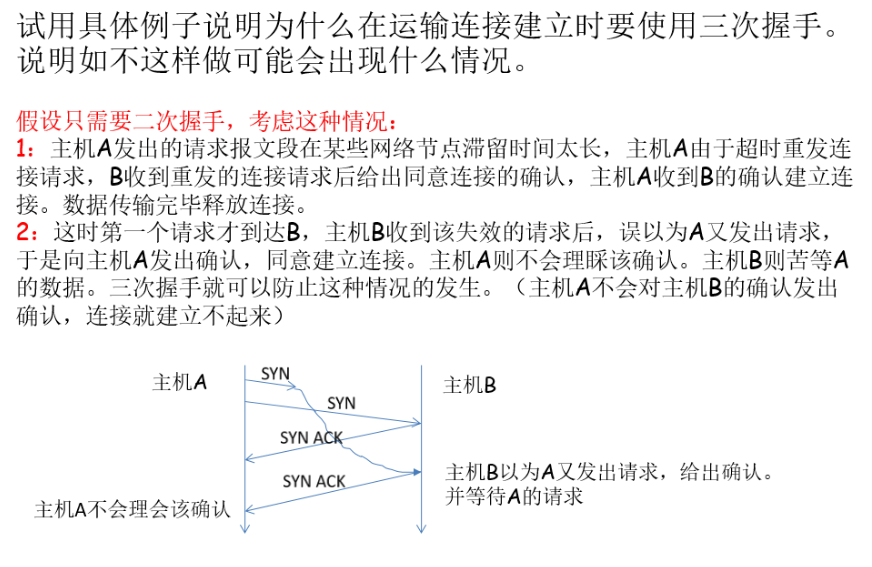 试用具体例子说明为什么在运输连接建立时要使用三次握手。
说明如不这样做可能会出现什么情况。
假设只需要二次握手，考虑这种情况：
1：主机A发出的请求报文段在某些网络节点滞留时间太长，主机A由于超时重发连
接请求，B收到重发的连接请求后给出同意连接的确认，主机A收到B的确认建立连
接。数据传输完毕释放连接。
2：这时第一个请求才到达B，主机B收到该失效的请求后，误以为A又发出请求，
于是向主机A发出确认，同意建立连接。主机A则不会理睬该确认。主机B则苦等A
的数据。三次握手就可以防止这种情况的发生。（主机A不会对主机B的确认发出
确认，连接就建立不起来）
主机A
SYN
主机B
SYN
SYN ACK
主机B以为A又发出请求，给出确认。
SYN ACK
并等待A的请求
主机A不会理会该确认